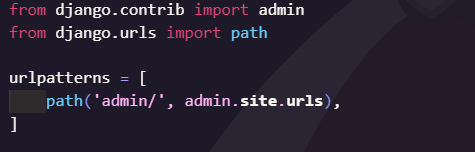 from django.contrib import admin
from django.urls import path

urlpatterns = [
    path('admin/', admin.site.urls),
]